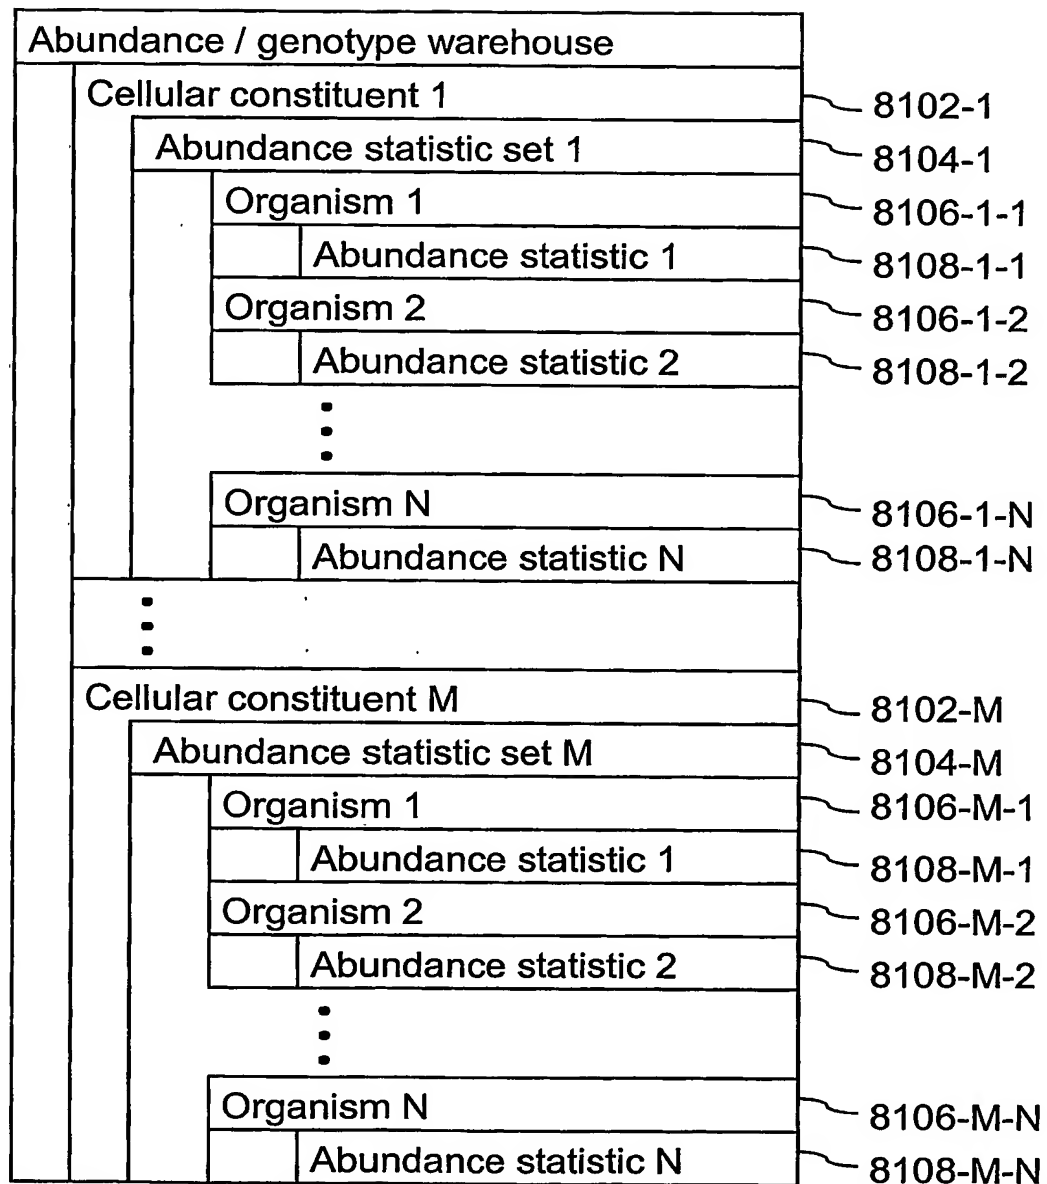 Abundance / genotype warehouse
Cellular constituent 1 8102-1
Abundance statistic set 1 8104-1
Organism 1 8106-1-1
Abundance statistic 1 8108-1-1
Organism 2 8106-1-2
Abundance statistic 2 8108-1-2
Organism N 8106-1-N
Abundance statistic N 8108-1-N
Cellular constituent M 8102-M
Abundance statistic set M 8104-M
Organism 1 8106-M-1
Abundance statistic 1 8108-M-1
Organism 2 8106-M-2
Abundance statistic 2 8108-M-2
Organism N 8106-M-N
Abundance statistic N 8108-M-N